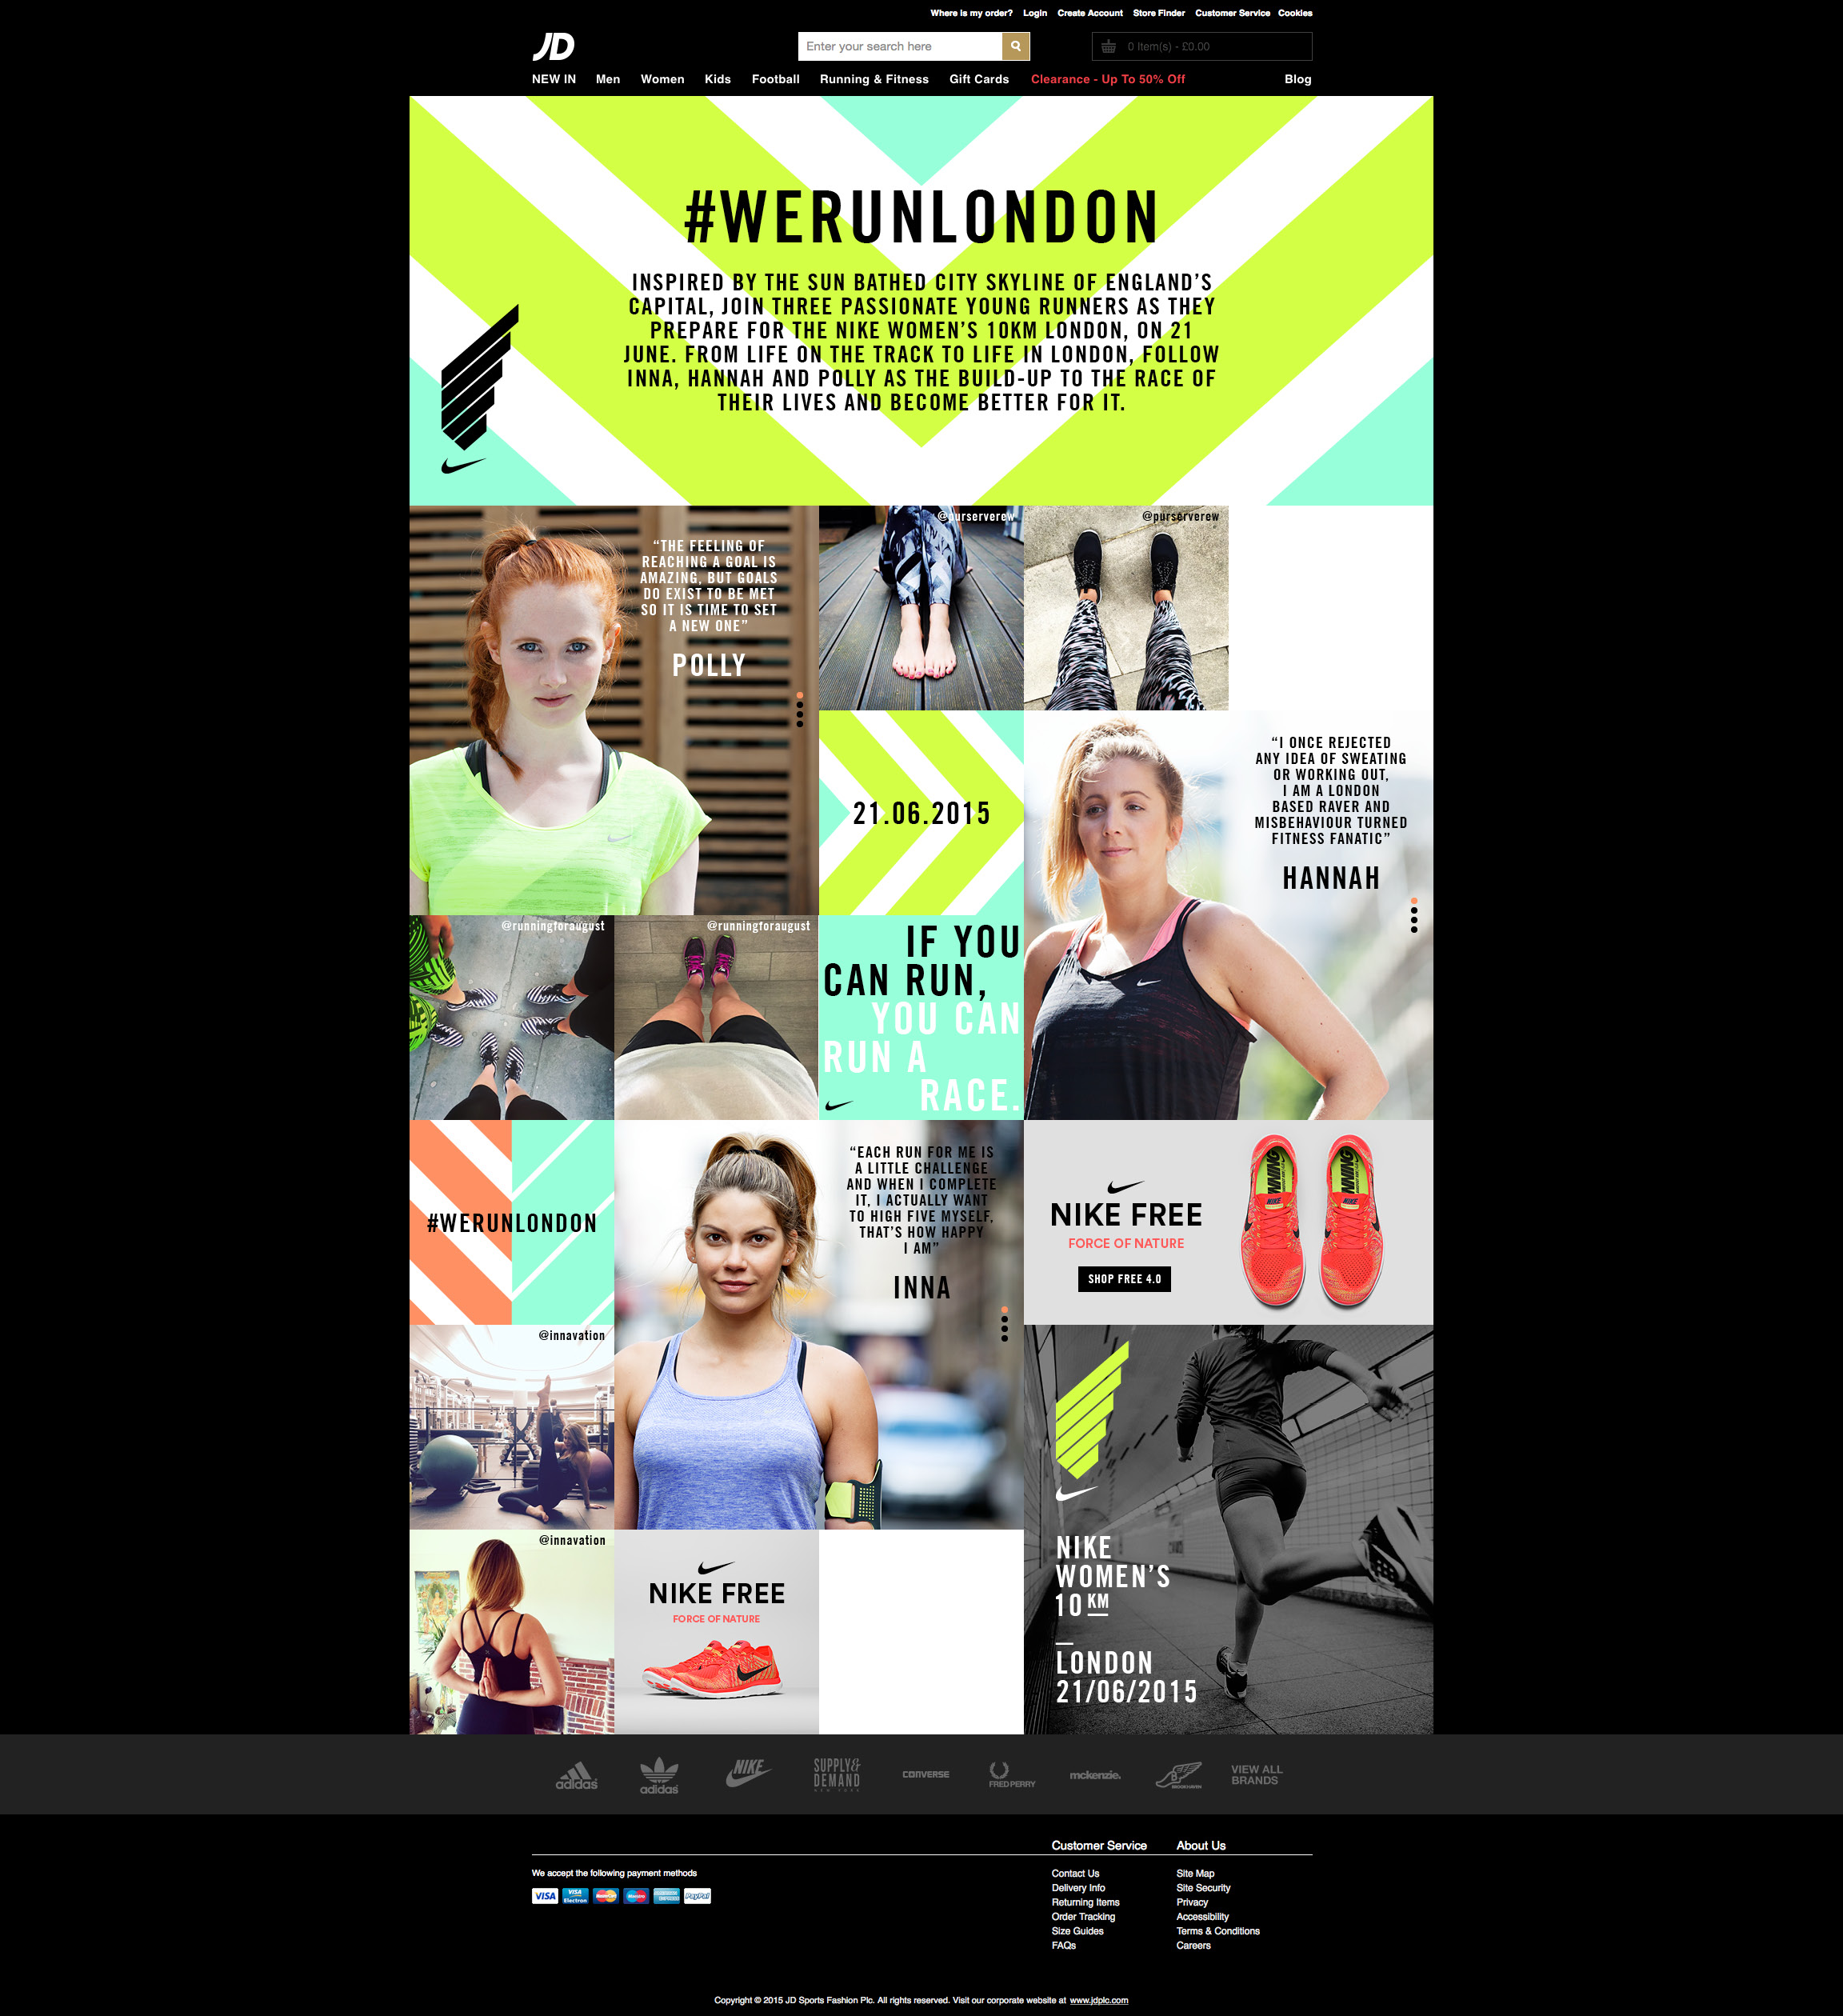 Where is my order? Login Create Account Store Finder Customer Service Cookies
JD
Enter your search here
0 Item(s) - £0.00
NEW IN Men Women Kids Football Running & Fitness Gift Cards Clearance - Up To 50% Off Blog
#WERUNLONDON
INSPIRED BY THE SUN BATHED CITY SKYLINE OF ENGLAND'S
CAPITAL, JOIN THREE PASSIONATE YOUNG RUNNERS AS THEY
PREPARE FOR THE NIKE WOMEN'S 10KM LONDON, ON 21
JUNE. FROM LIFE ON THE TRACK TO LIFE IN LONDON, FOLLOW
INNA, HANNAH AND POLLY AS THE BUILD-UP TO THE RACE OF
THEIR LIVES AND BECOME BETTER FOR IT.
“THE FEELING OF
REACHING A GOAL IS
AMAZING, BUT GOALS
DO EXIST TO BE MET
SO IT IS TIME TO SET
A NEW ONE”
POLLY
@purserverew
@purserverew
21.06.2015
“I ONCE REJECTED
ANY IDEA OF SWEATING
OR WORKING OUT,
I AM A LONDON
BASED RAVER AND
MISBEHAVIOUR TURNED
FITNESS FANATIC”
HANNAH
@runningforaugust
@runningforaugust
IF YOU
CAN RUN,
YOU CAN
RUN A
RACE.
#WERUNLONDON
“EACH RUN FOR ME IS
A LITTLE CHALLENGE
AND WHEN I COMPLETE
IT, I ACTUALLY WANT
TO HIGH FIVE MYSELF,
THAT'S HOW HAPPY
I AM”
INNA
NIKE FREE
FORCE OF NATURE
SHOP FREE 4.0
NIKE
NIKE
@innavation
@innavation
NIKE FREE
FORCE OF NATURE
NIKE
WOMEN'S
10 KM
LONDON
21/06/2015
adidas
adidas
NIKE
SUPPLY&
DEMAND
NEW YORK
CONVERSE
FRED PERRY
mckenzie.
BROOKHAVEN
VIEW ALL
BRANDS
Customer Service About Us
We accept the following payment methods
VISA
VISA
Electron
MasterCard
Maestro
PayPal
Contact Us
Delivery Info
Returning Items
Order Tracking
Size Guides
FAQs
Site Map
Site Security
Privacy
Accessibility
Terms & Conditions
Careers
Copyright © 2015 JD Sports Fashion Plc. All rights reserved. Visit our corporate website at www.jdplc.com